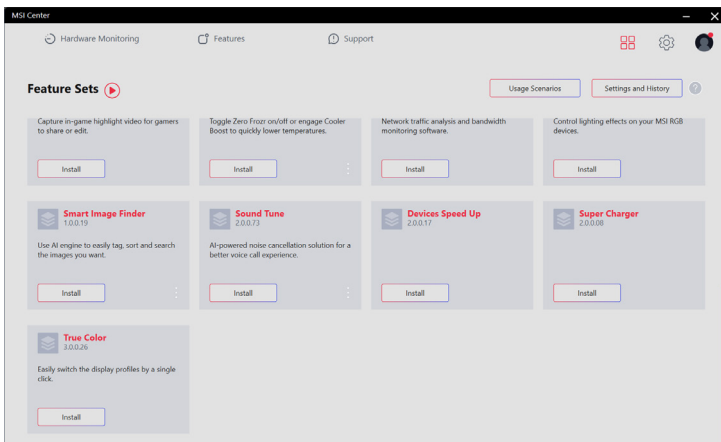 MSI Center
Hardware Monitoring
Features
Support
Feature Sets
Usage Scenarios
Settings and History
?
Capture in-game highlight video for gamers
to share or edit.
Install
Toggle Zero Frozr on/off or engage Cooler
Boost to quickly lower temperatures.
Install
Network traffic analysis and bandwidth
monitoring software.
Install
Control lighting effects on your MSI RGB
devices.
Install
Smart Image Finder
1.0.0.19
Use AI engine to easily tag, sort and search
the images you want.
Install
Sound Tune
2.0.0.73
AI-powered noise cancellation solution for a
better voice call experience.
Install
Devices Speed Up
2.0.0.17
Install
Super Charger
2.0.0.08
Install
True Color
3.0.0.26
Easily switch the display profiles by a single
click.
Install